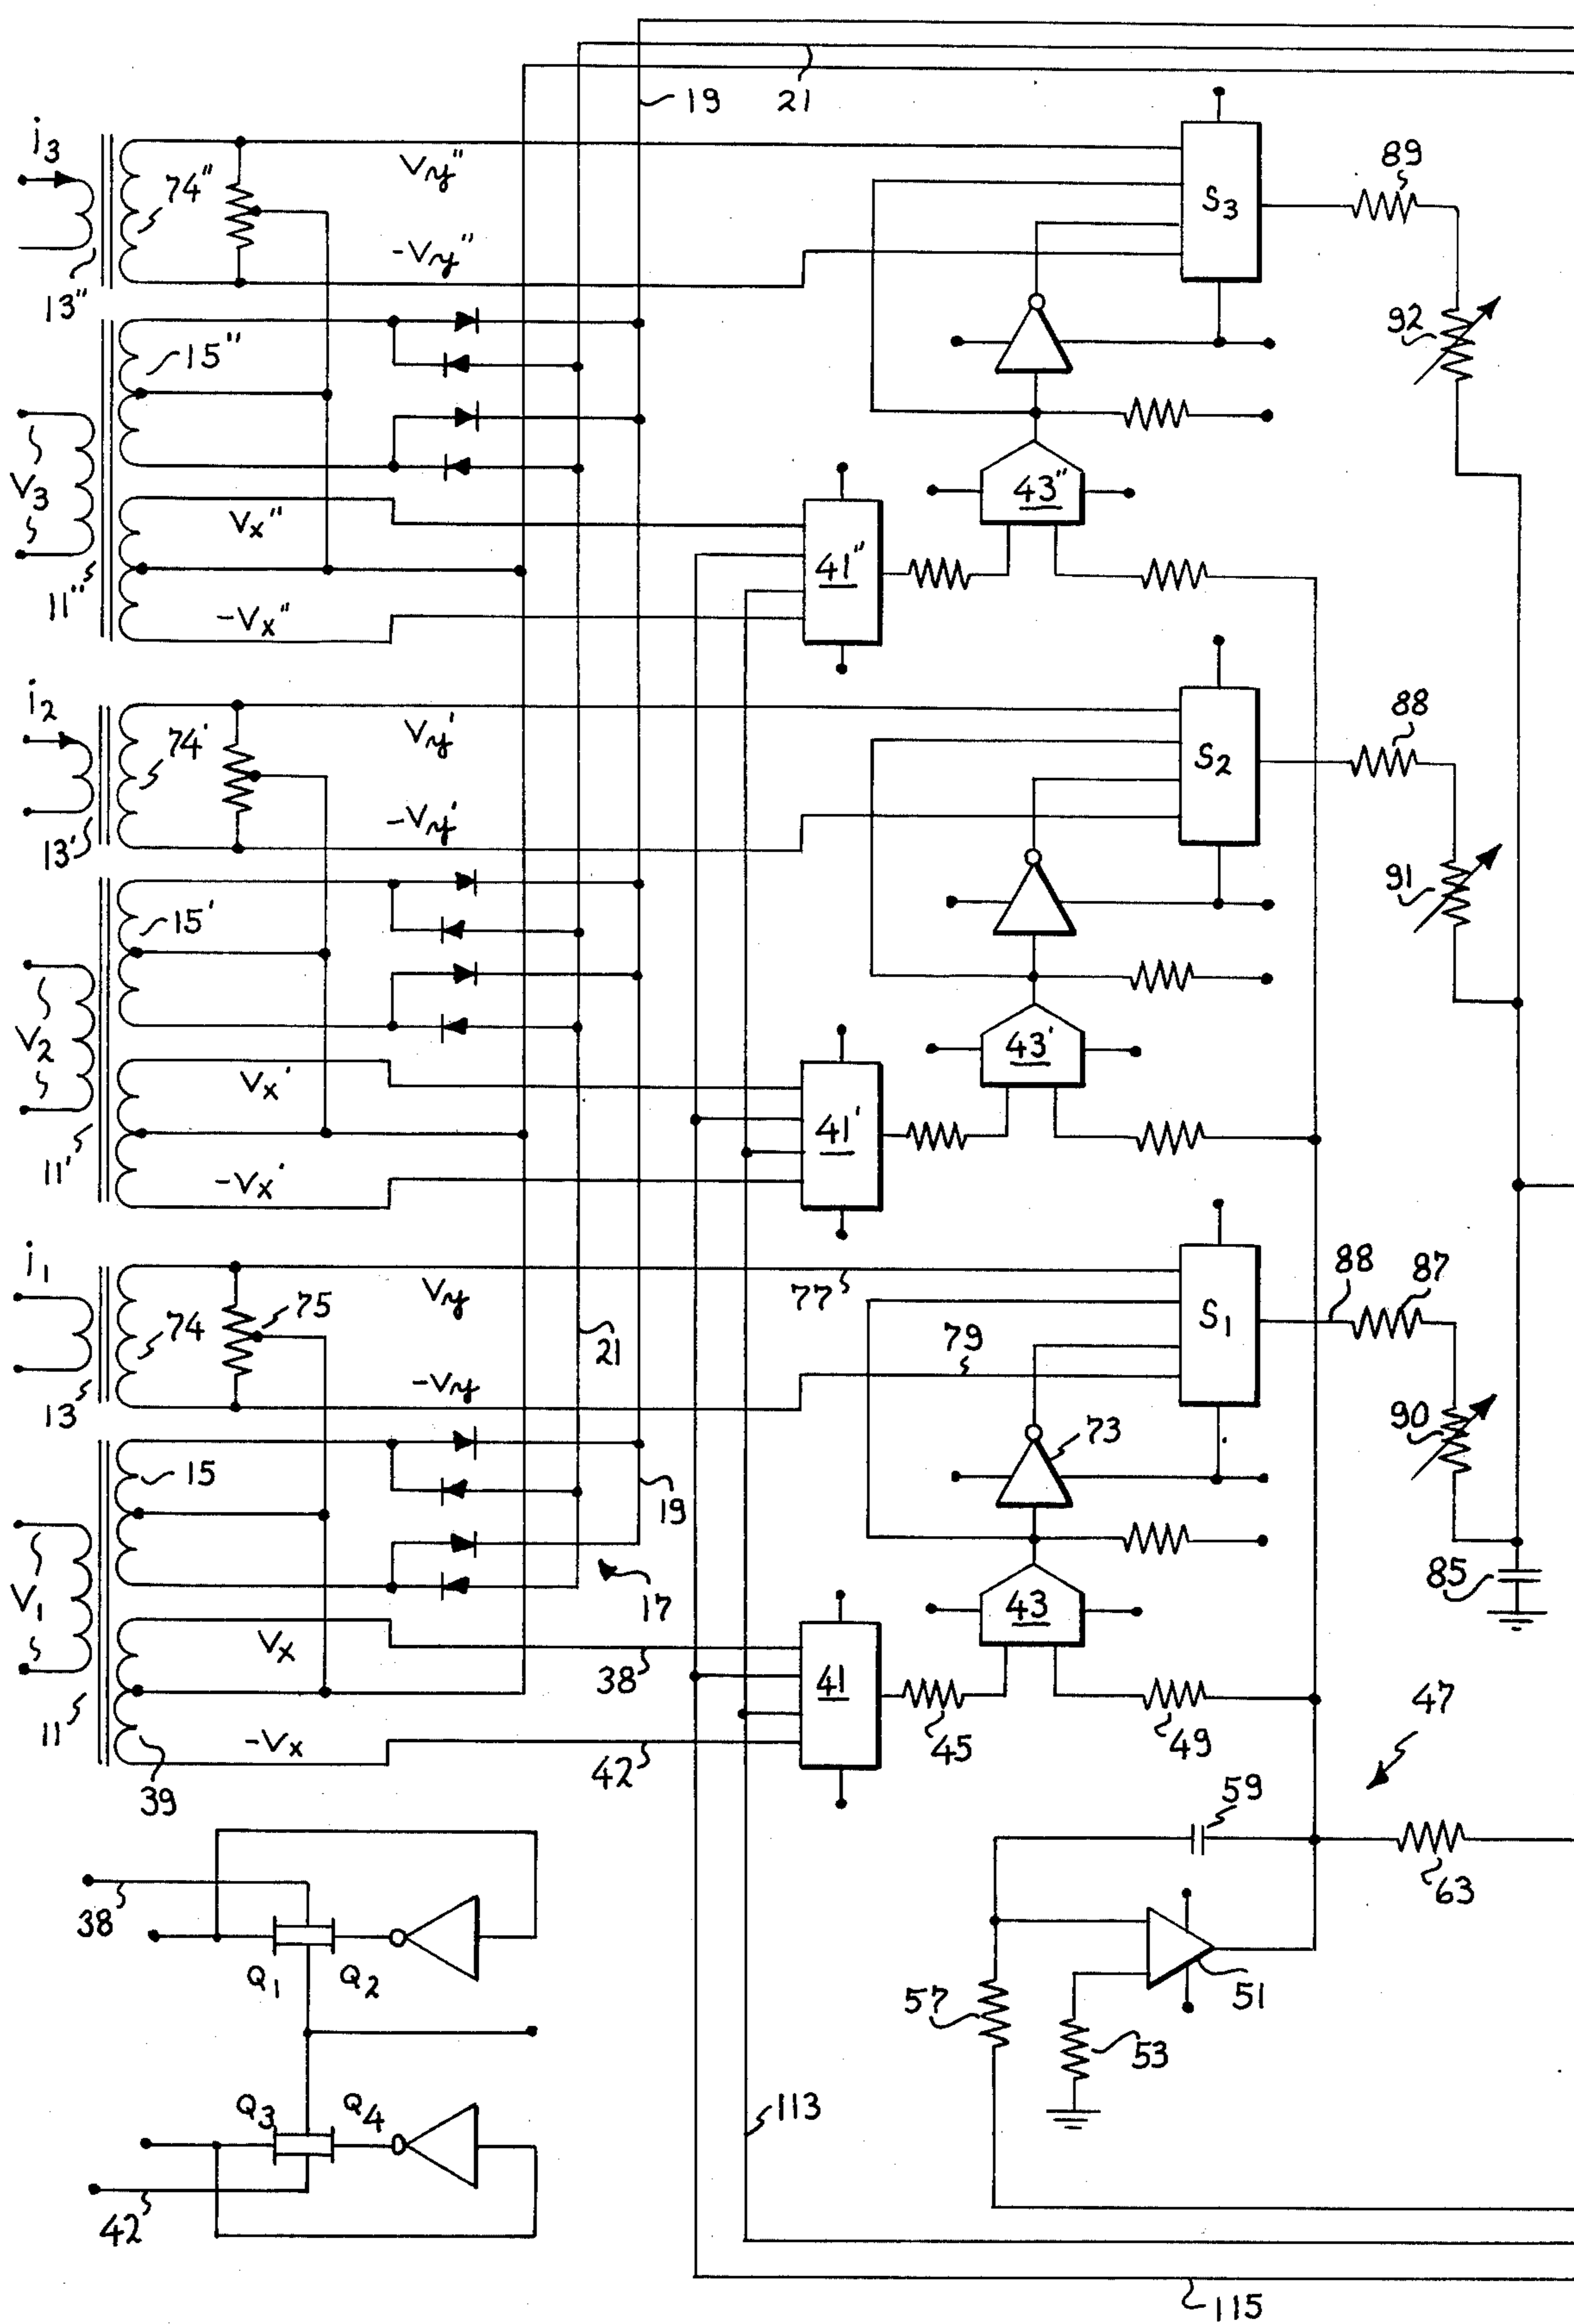 19
21
i3
74"
Vy"
-Vy"
13"
S3
89
92
15"
V3
Vx"
-Vx"
11"
41"
43"
i2
74'
Vy'
-Vy'
13'
S2
88
91
15'
V2
Vx'
-Vx'
11'
41'
43'
i1
74
75
Vy
-Vy
13
21
77
79
S1
88
87
90
73
15
19
17
V1
Vx
-Vx
11
39
38
42
41
43
45
49
85
47
59
63
51
57
53
38
Q1
Q2
Q3
Q4
42
113
115